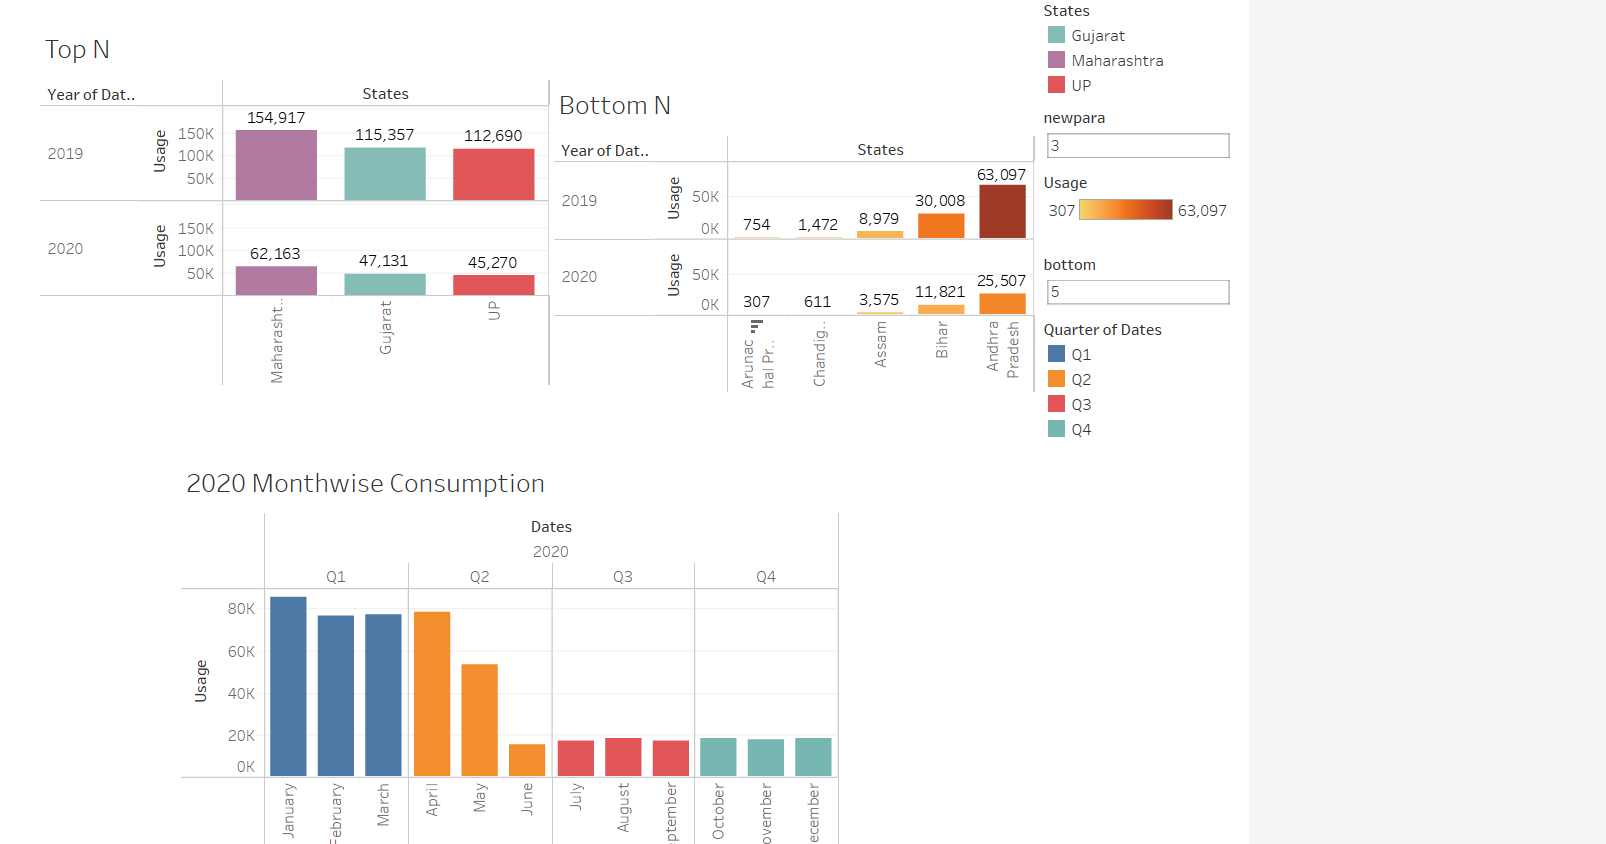 Top N
Year of Dat..
States
2019
Usage
150K
100K
50K
154,917
115,357
112,690
2020
Usage
150K
100K
50K
62,163
47,131
45,270
Maharasht..
Gujarat
UP
Bottom N
Year of Dat..
States
2019
Usage
50K
0K
754
1,472
8,979
30,008
63,097
2020
Usage
50K
0K
307
611
3,575
11,821
25,507
Arunac
hal Pr..
Chandig..
Assam
Bihar
Andhra
Pradesh
States
Gujarat
Maharashtra
UP
newpara
3
Usage
307
63,097
bottom
5
Quarter of Dates
Q1
Q2
Q3
Q4
2020 Monthwise Consumption
Dates
2020
Q1
Q2
Q3
Q4
Usage
80K
60K
40K
20K
0K
January
February
March
April
May
June
July
August
ptember
October
ovember
ecember